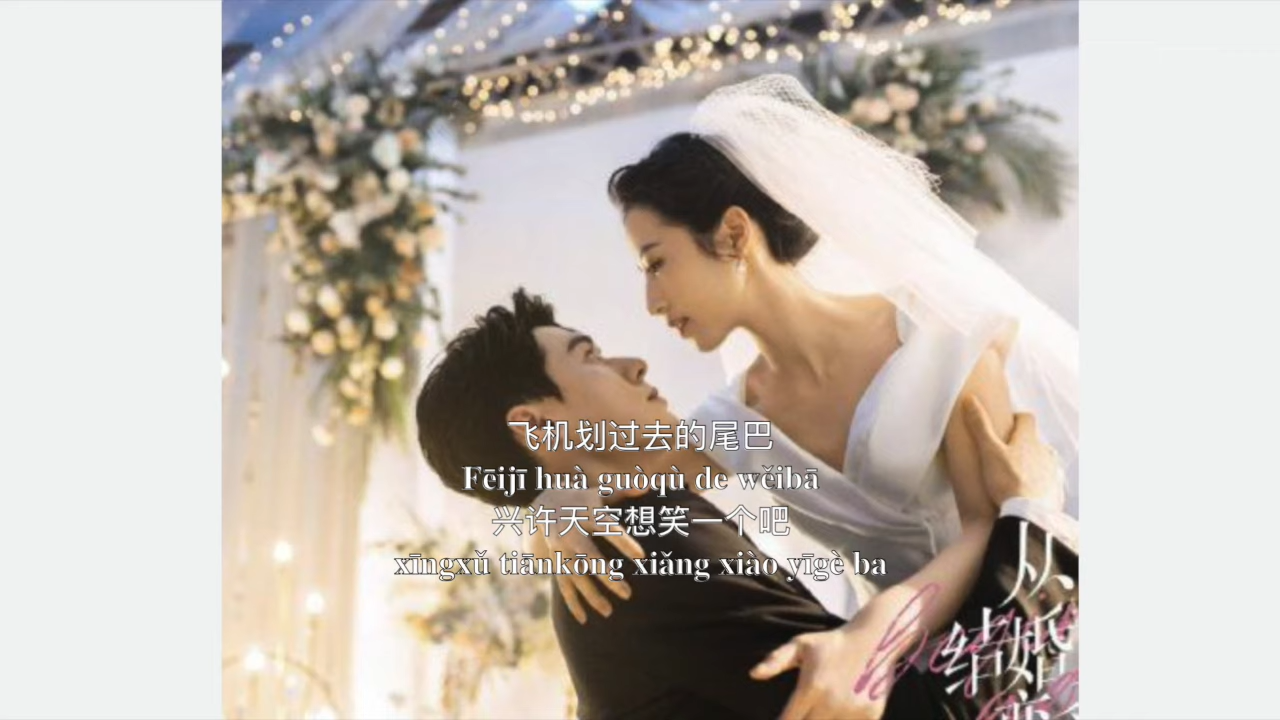 飞机划过去的尾巴
Fēijī huà guòqù de wěibā
兴许天空想笑一个吧
xīngxǔ tiānkōng xiǎng xiào yīgè ba
从
结婚